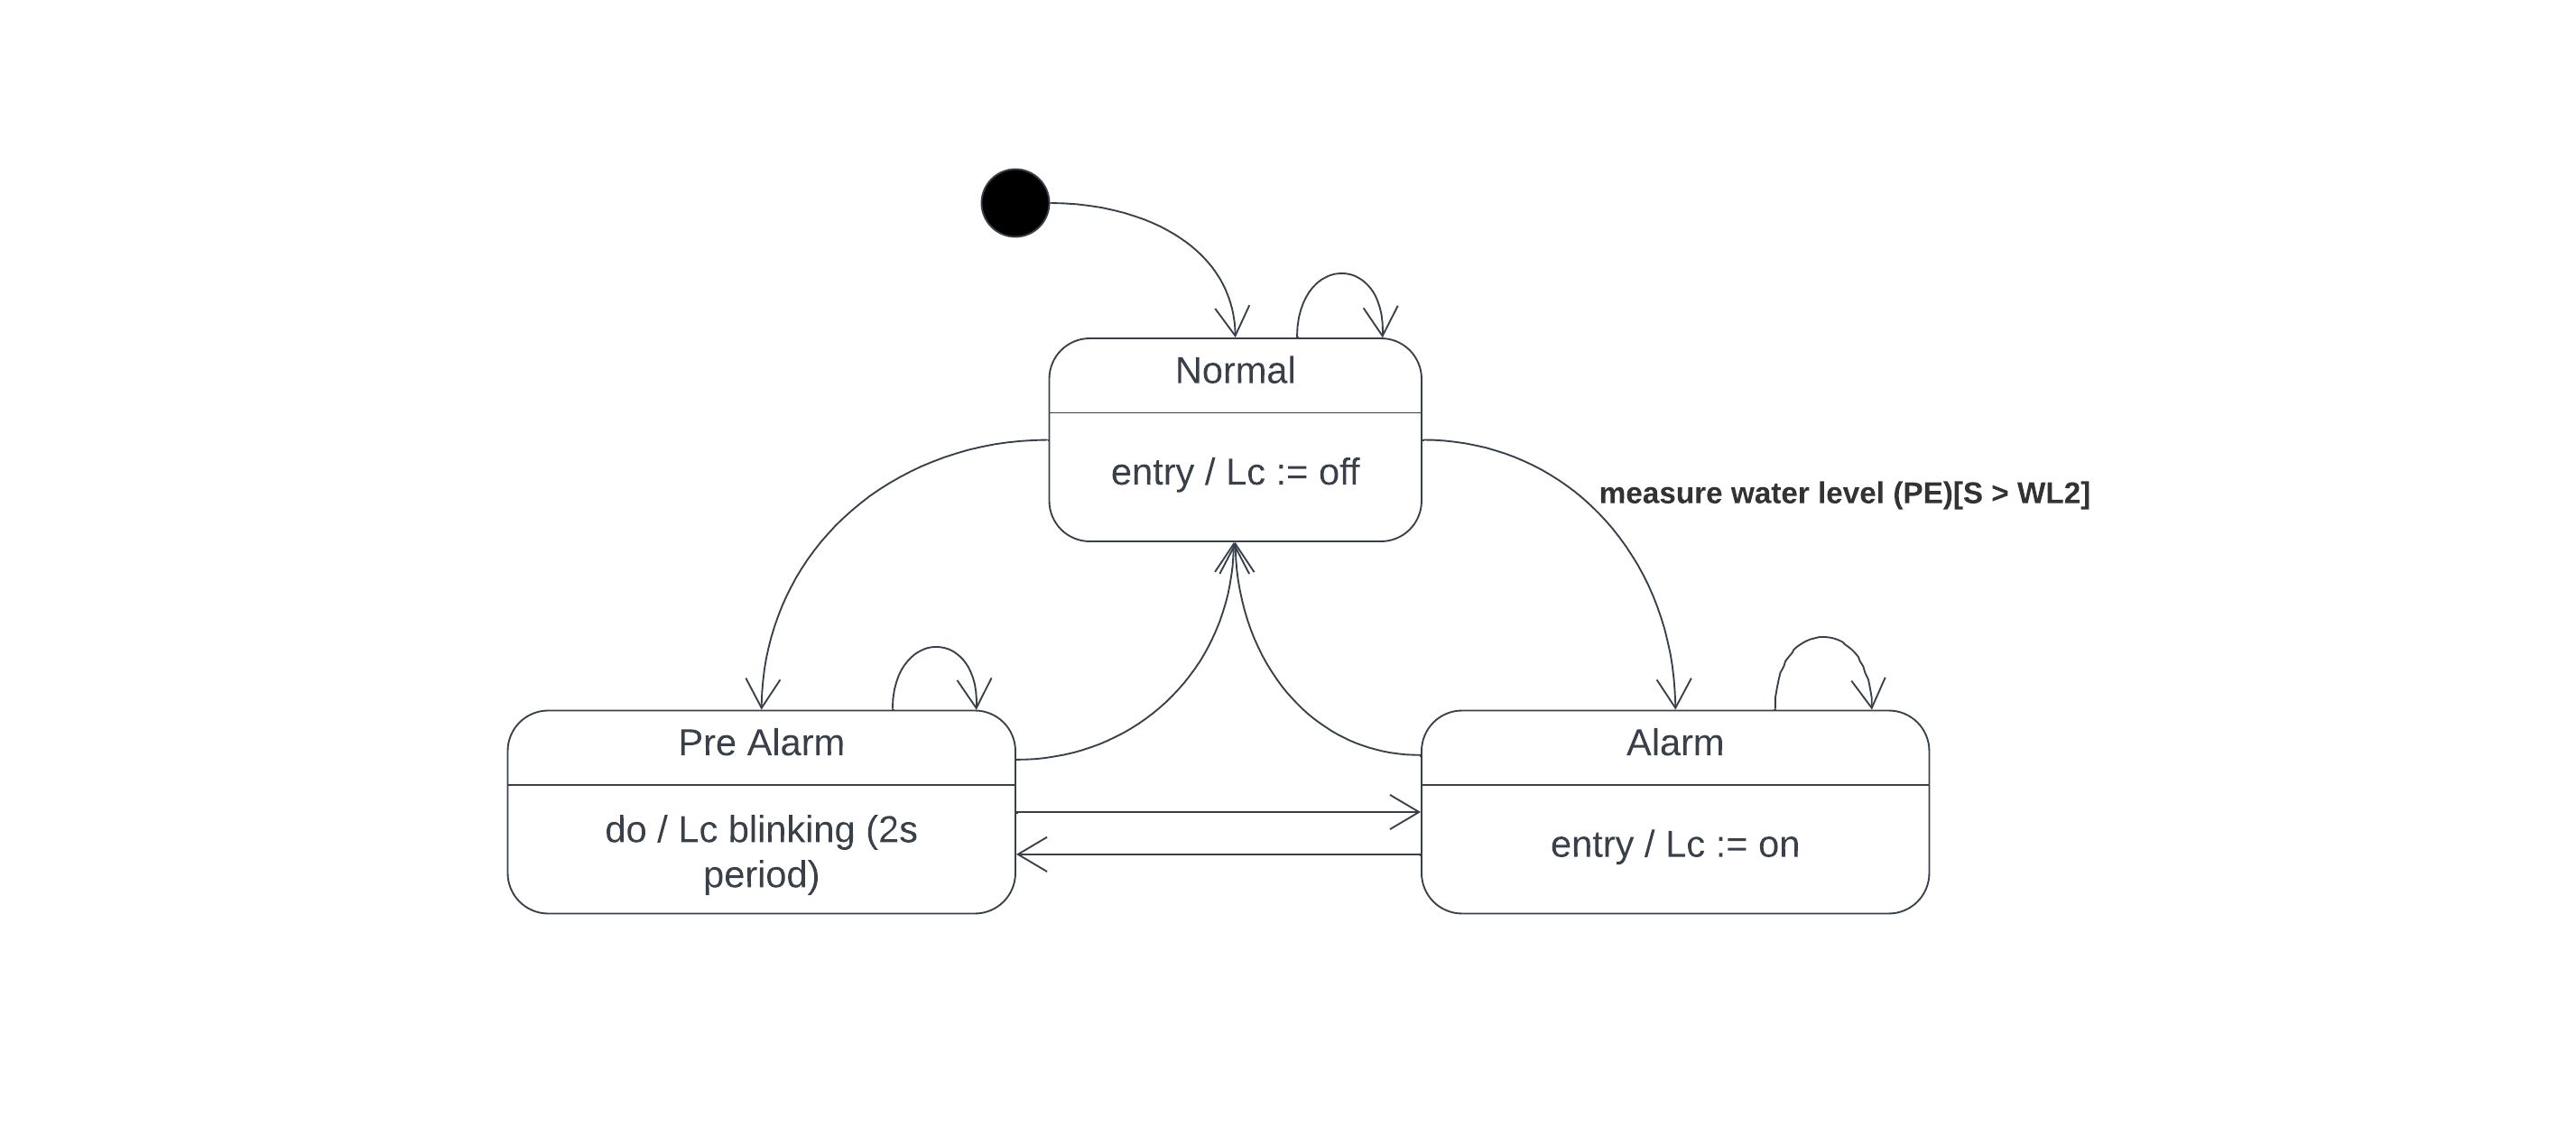 Normal
entry / Lc := off
measure water level (PE)[S > WL2]
Pre Alarm
do / Lc blinking (2s
period)
Alarm
entry / Lc := on